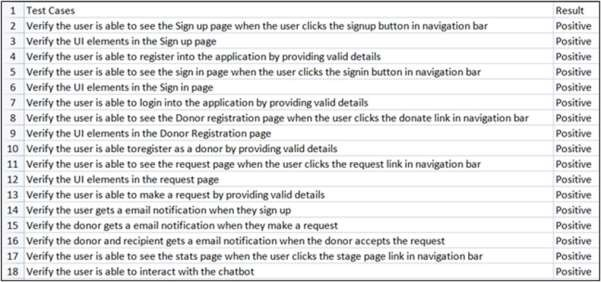 1 Test Cases Result
2 Verify the user is able to see the Sign up page when the user clicks the signup button in navigation bar Positive
3 Verify the UI elements in the Sign up page Positive
4 Verify the user is able to register into the application by providing valid details Positive
5 Verify the user is able to see the sign in page when the user clicks the signin button in navigation bar Positive
6 Verify the UI elements in the Sign in page Positive
7 Verify the user is able to login into the application by providing valid details Positive
8 Verify the user is able to see the Donor registration page when the user clicks the donate link in navigation bar Positive
9 Verify the UI elements in the Donor Registration page Positive
10 Verify the user is able toregister as a donor by providing valid details Positive
11 Verify the user is able to see the request page when the user clicks the request link in navigation bar Positive
12 Verify the UI elements in the request page Positive
13 Verify the user is able to make a request by providing valid details Positive
14 Verify the user gets a email notification when they sign up Positive
15 Verify the donor gets a email notification when they make a request Positive
16 Verify the donor and recipient gets a email notification when the donor accepts the request Positive
17 Verify the user is able to see the stats page when the user clicks the stage page link in navigation bar Positive
18 Verify the user is able to interact with the chatbot Positive